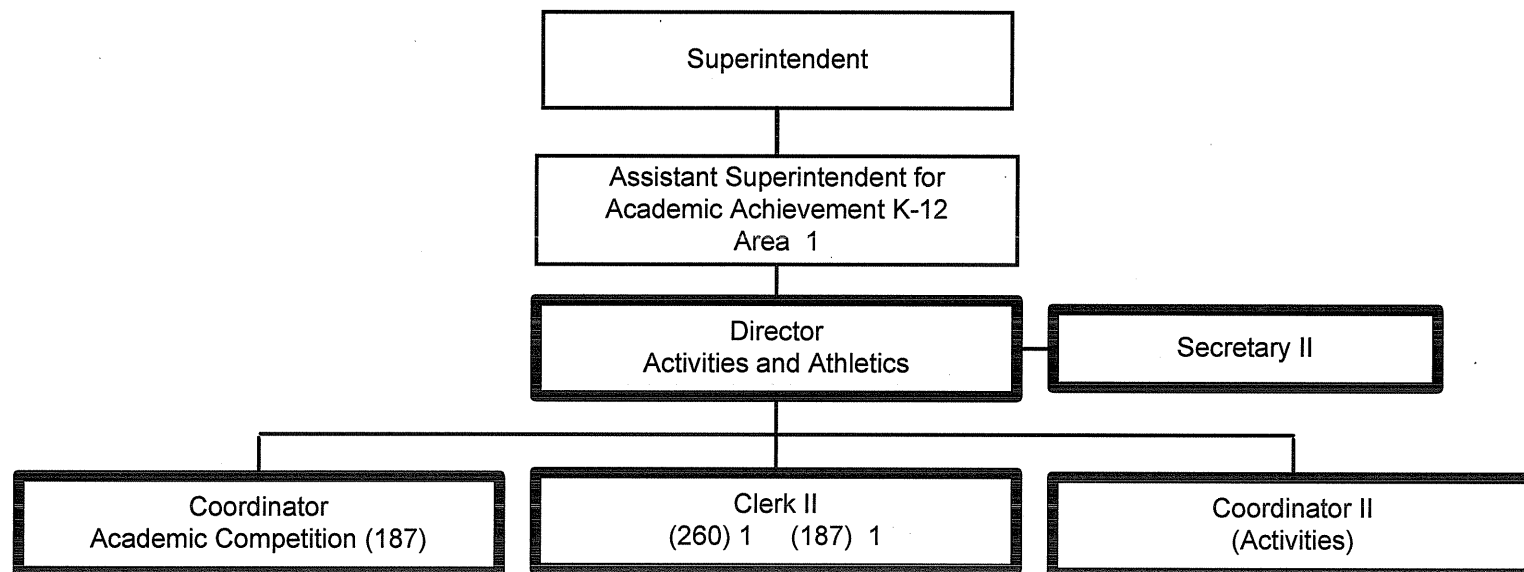 Superintendent
Assistant Superintendent for
Academic Achievement K-12
Area 1
Director
Activities and Athletics
Secretary II
Coordinator
Academic Competition (187)
Clerk II
(260) 1 (187) 1
Coordinator II
(Activities)